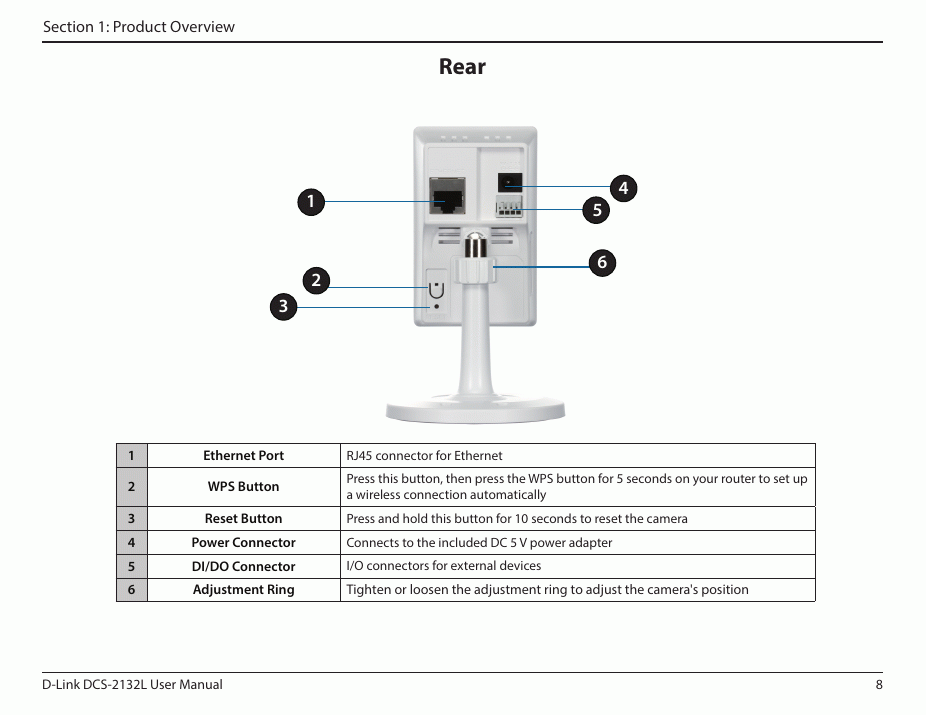 Section 1: Product Overview
Rear
1
4
5
6
2
3
1 Ethernet Port RJ45 connector for Ethernet
2 WPS Button Press this button, then press the WPS button for 5 seconds on your router to set up
a wireless connection automatically
3 Reset Button Press and hold this button for 10 seconds to reset the camera
4 Power Connector Connects to the included DC 5 V power adapter
5 DI/DO Connector I/O connectors for external devices
6 Adjustment Ring Tighten or loosen the adjustment ring to adjust the camera's position
D-Link DCS-2132L User Manual 8